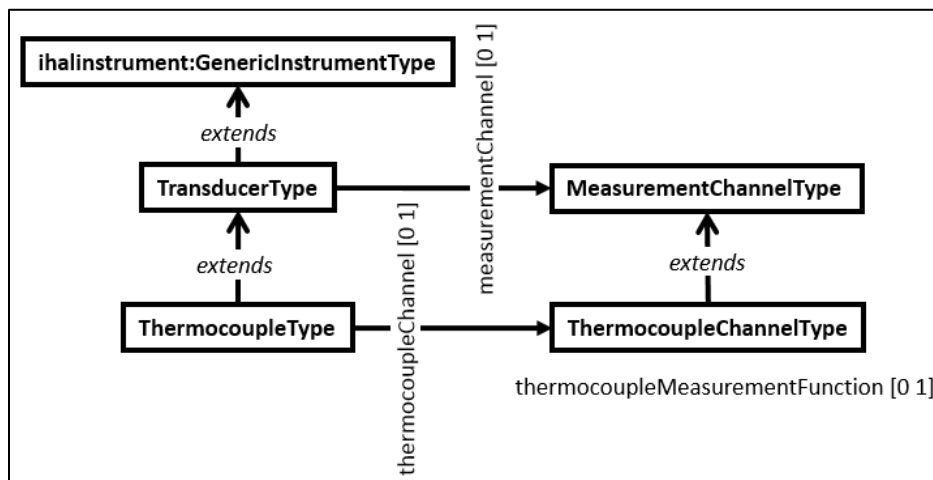 ihalinstrument:GenericInstrumentType
extends
measurementChannel [0 1]
TransducerType
MeasurementChannelType
extends
thermocoupleChannel [0 1]
extends
ThermocoupleType
ThermocoupleChannelType
thermocoupleMeasurementFunction [0 1]